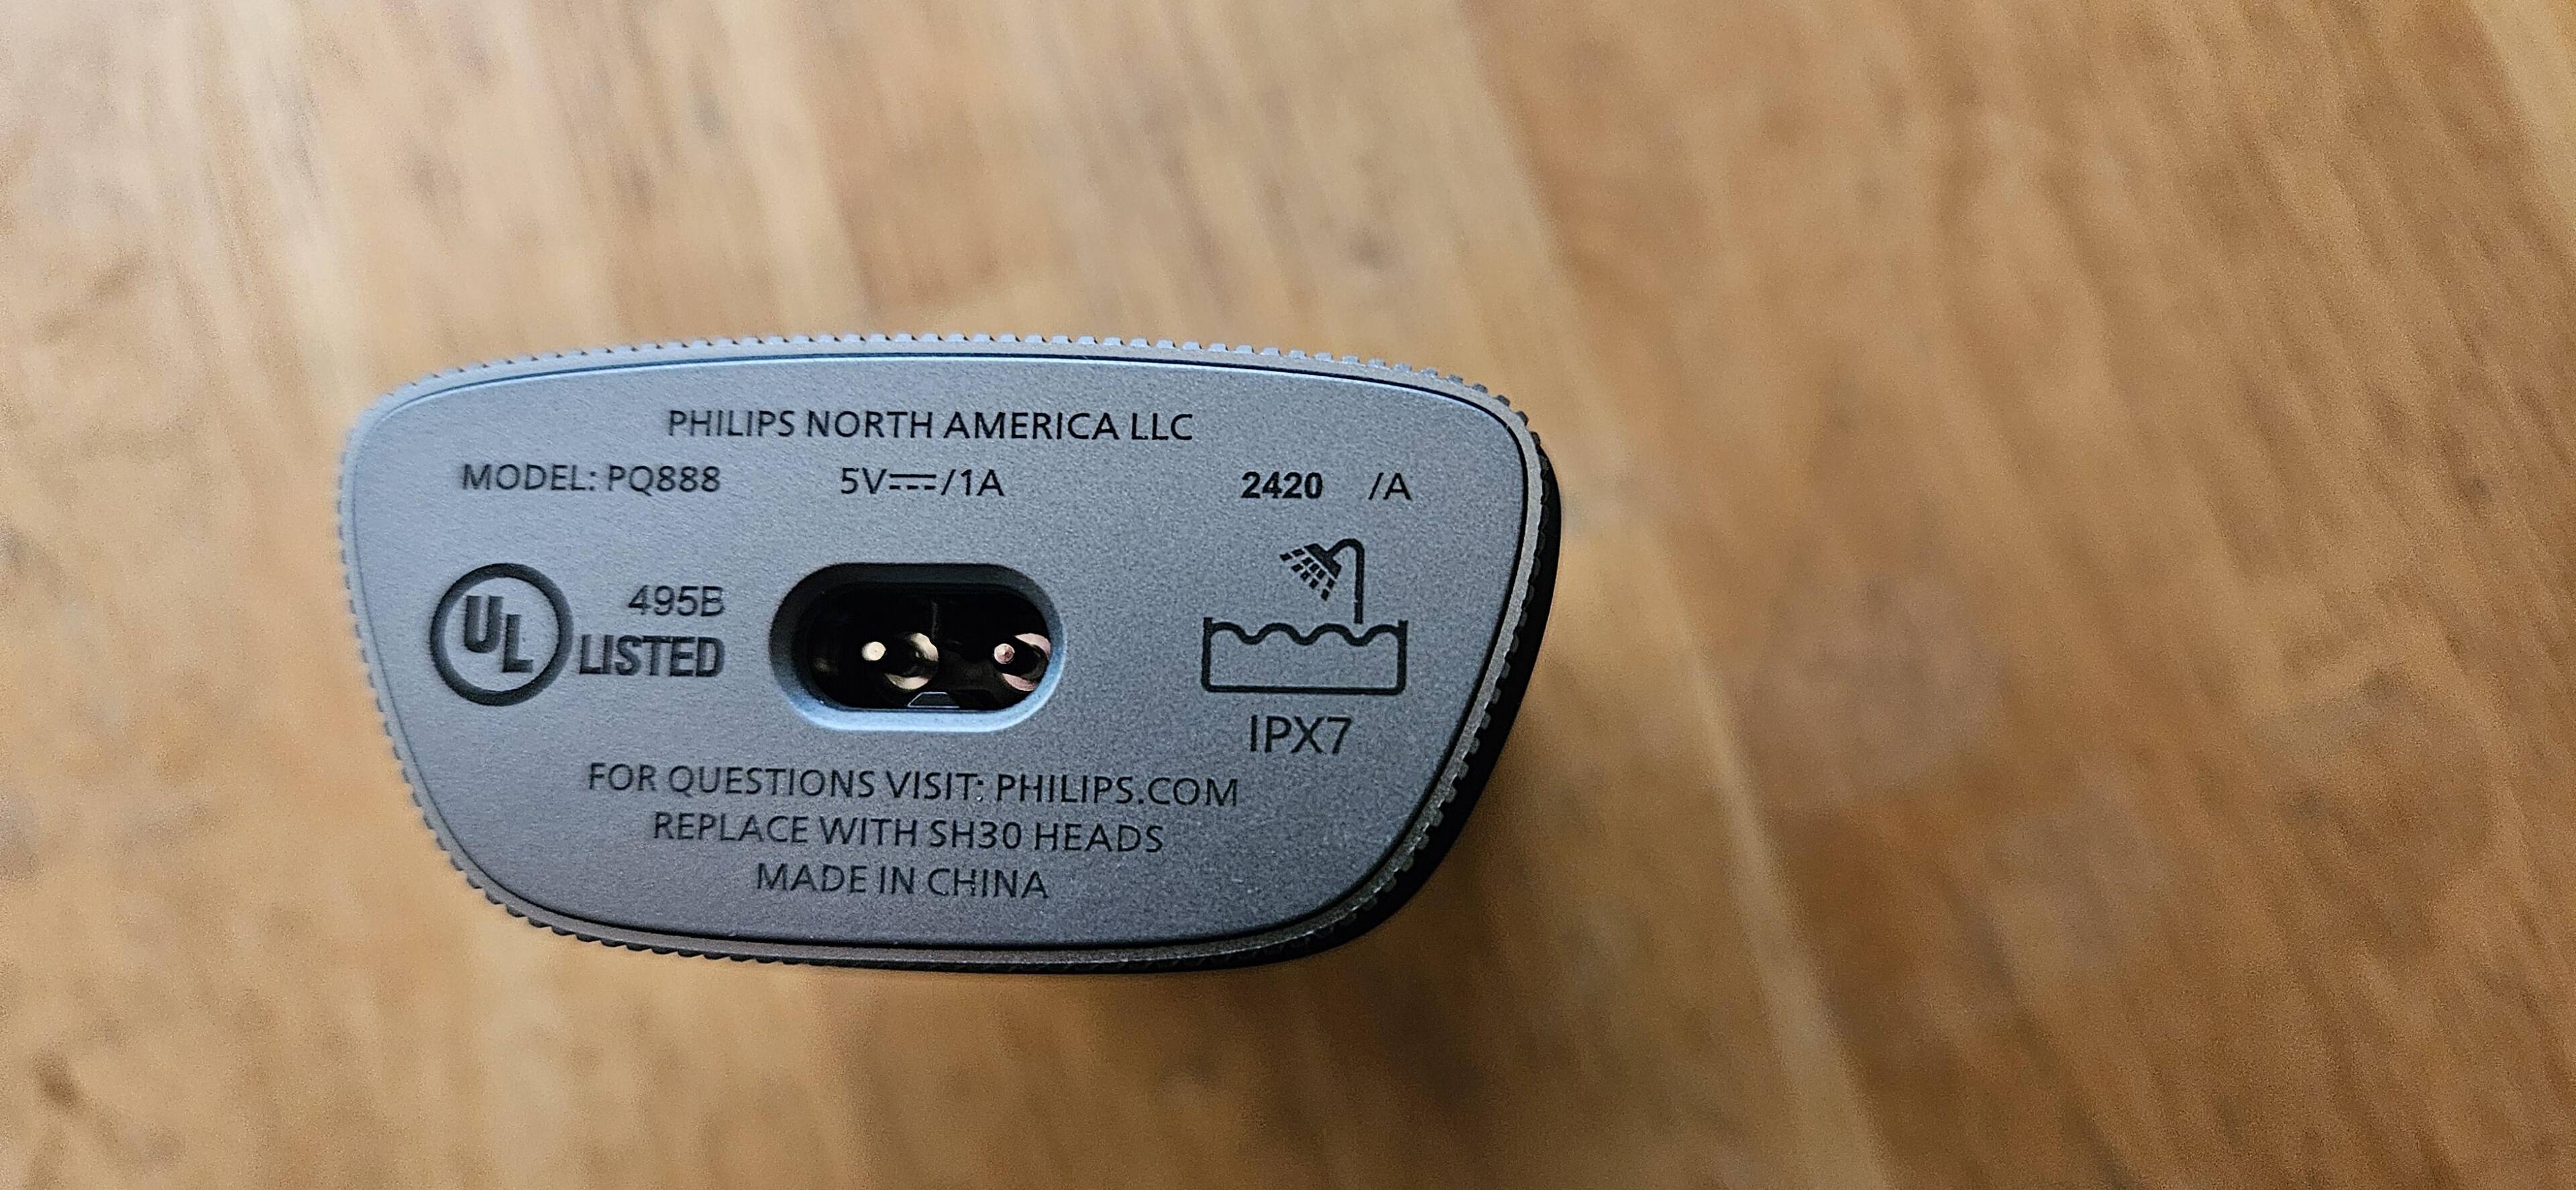 PHILIPS NORTH AMERICA LLC
MODEL: PQ888 5V⎓/1A 2420 /A
UL 495B
LISTED
IPX7
FOR QUESTIONS VISIT: PHILIPS.COM
REPLACE WITH SH30 HEADS
MADE IN CHINA